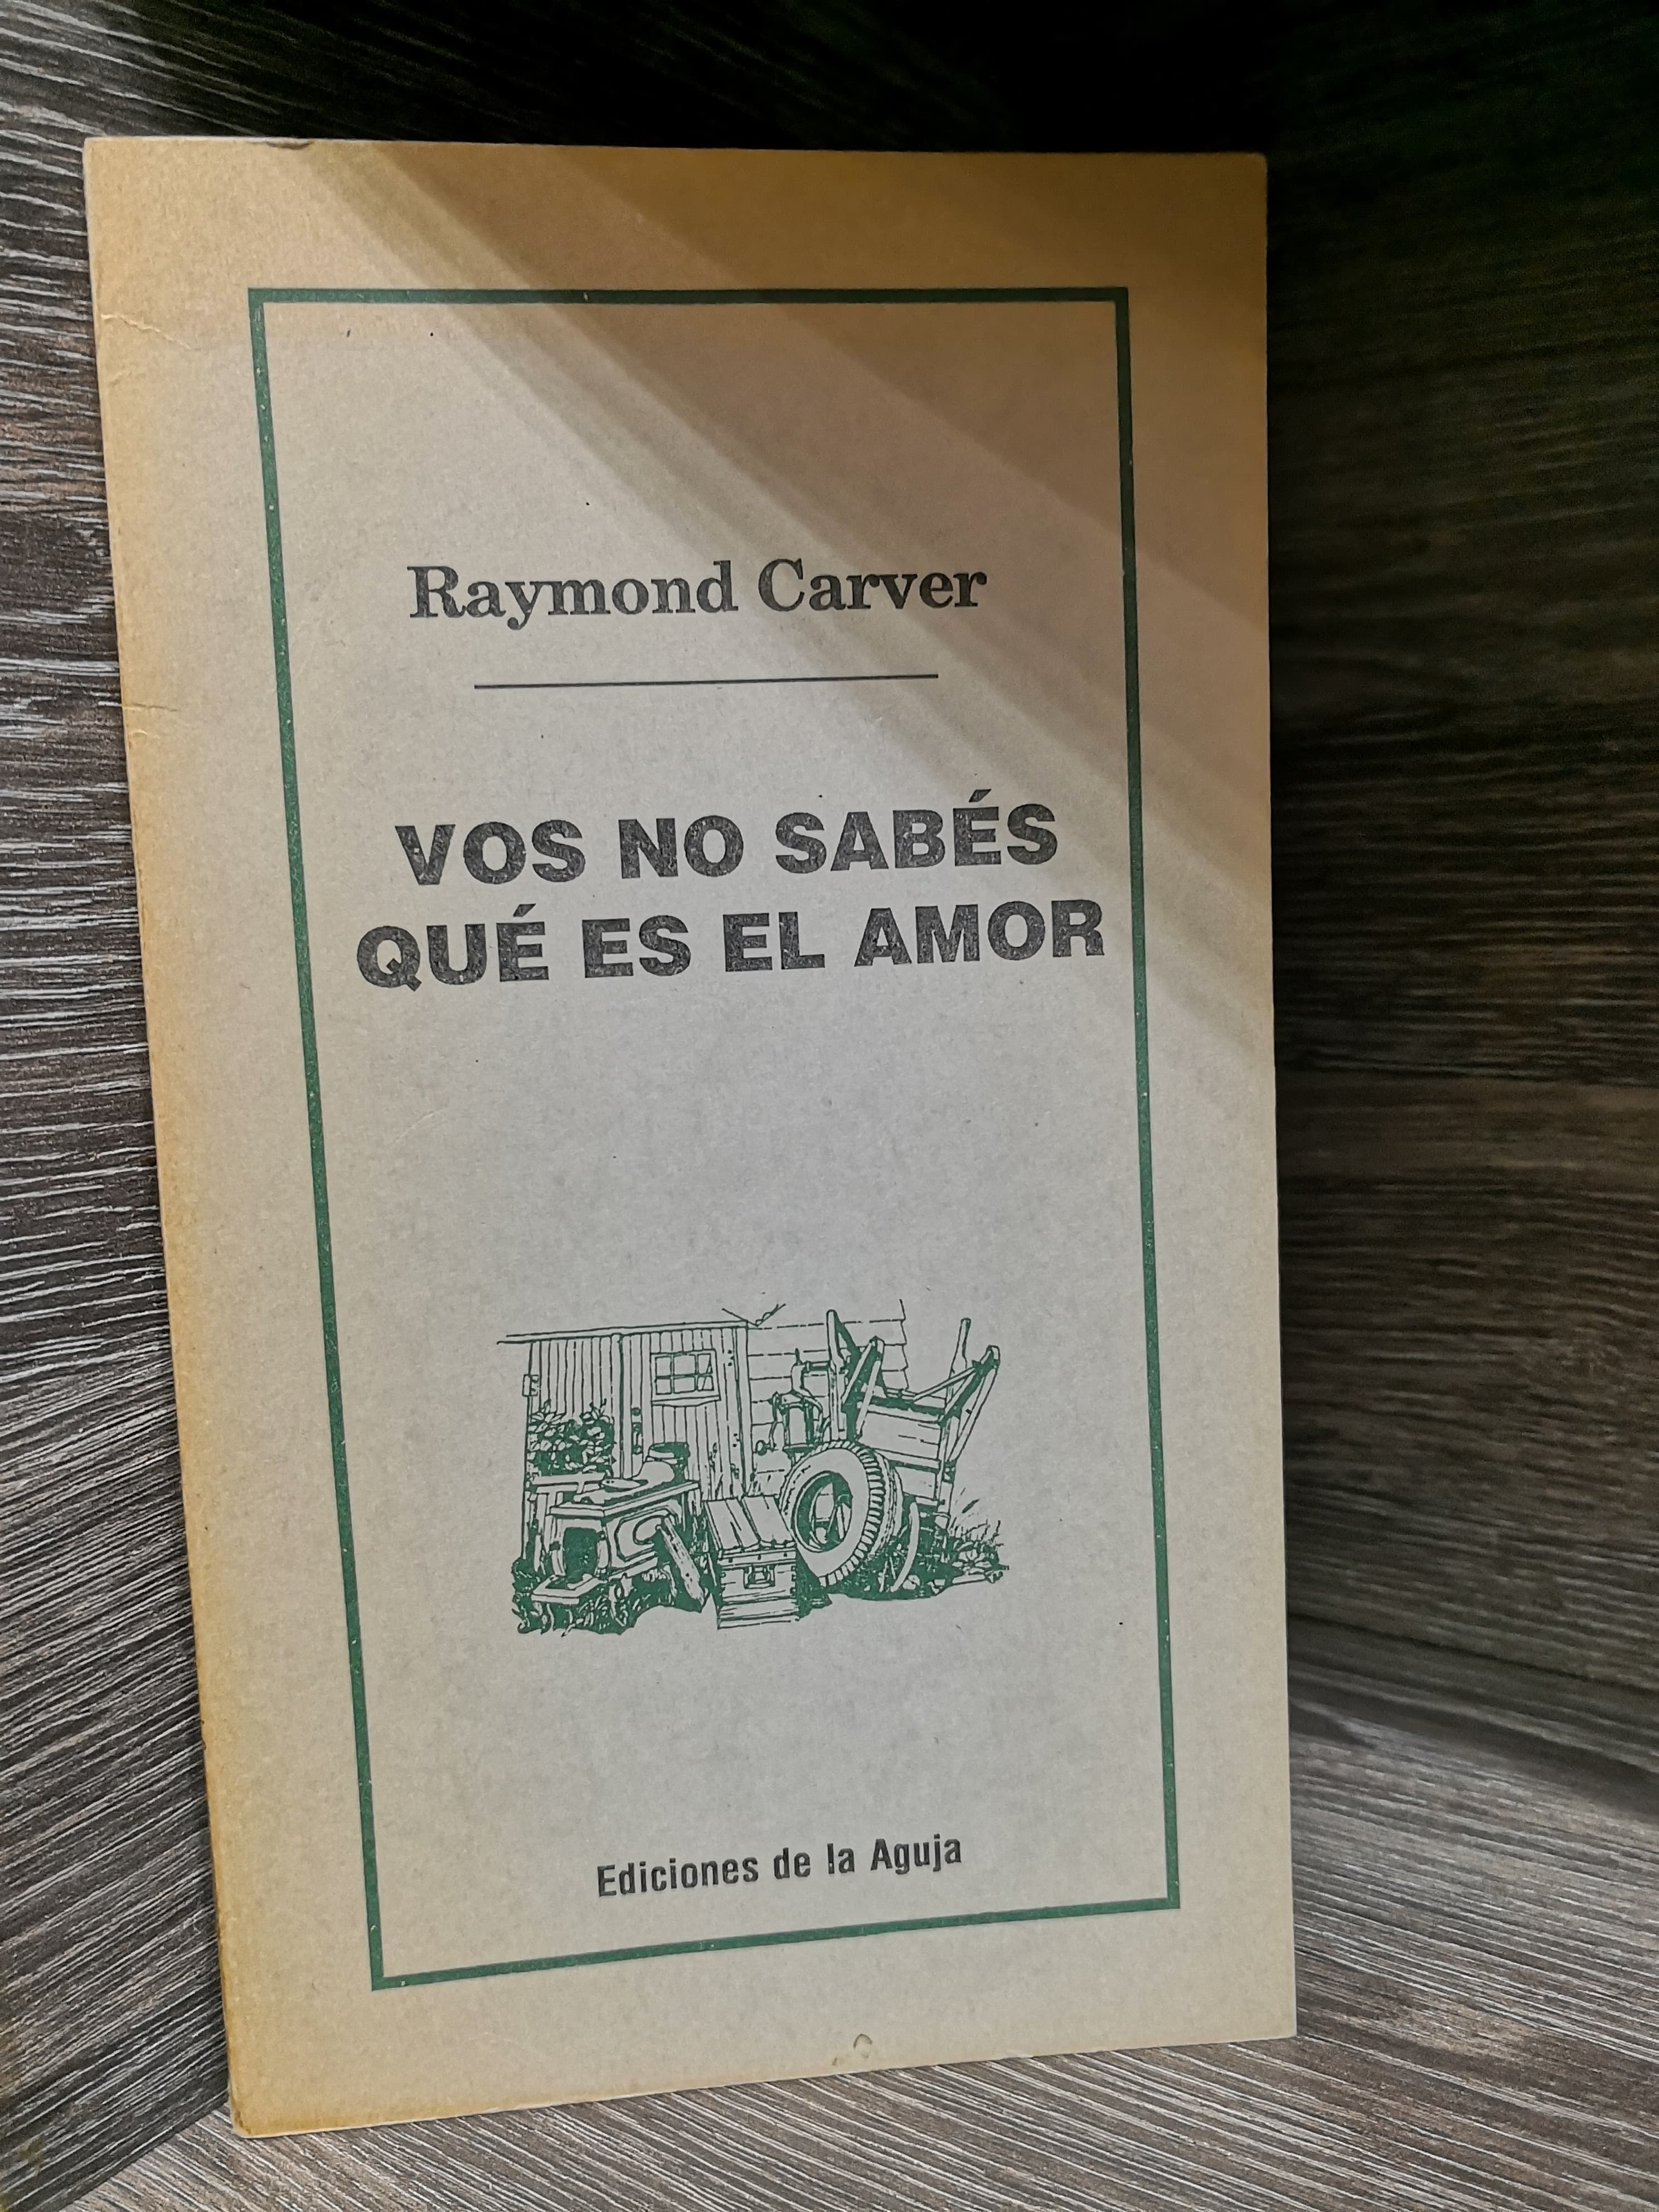 Raymond Carver
VOS NO SABÉS
QUÉ ES EL AMOR
Ediciones de la Aguja